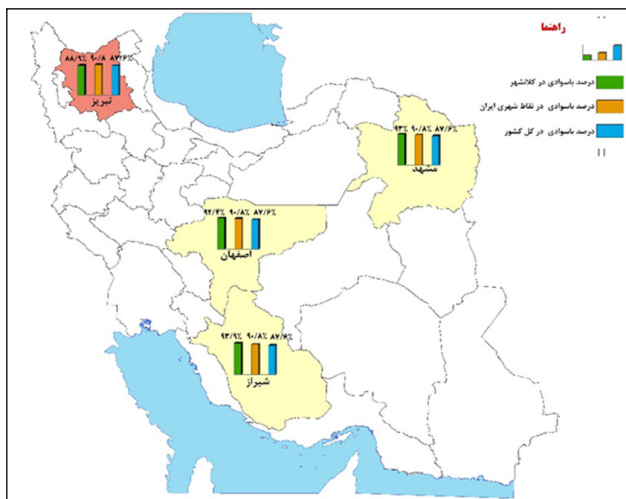 راهنما
درصد باسوادی در کلانشهر
درصد باسوادی در نقاط شهری ایران
درصد باسوادی در کل کشور
۸۸/۹٪ ۹۰/۸ ۸۷/۶٪
تبریز
۹۳٪ ۹۰/۸٪ ۸۷/۶٪
مشهد
۹۲/۴٪ ۹۰/۸٪ ۸۷/۶٪
اصفهان
۹۳/۹٪ ۹۰/۸٪ ۸۷/۶٪
شیراز